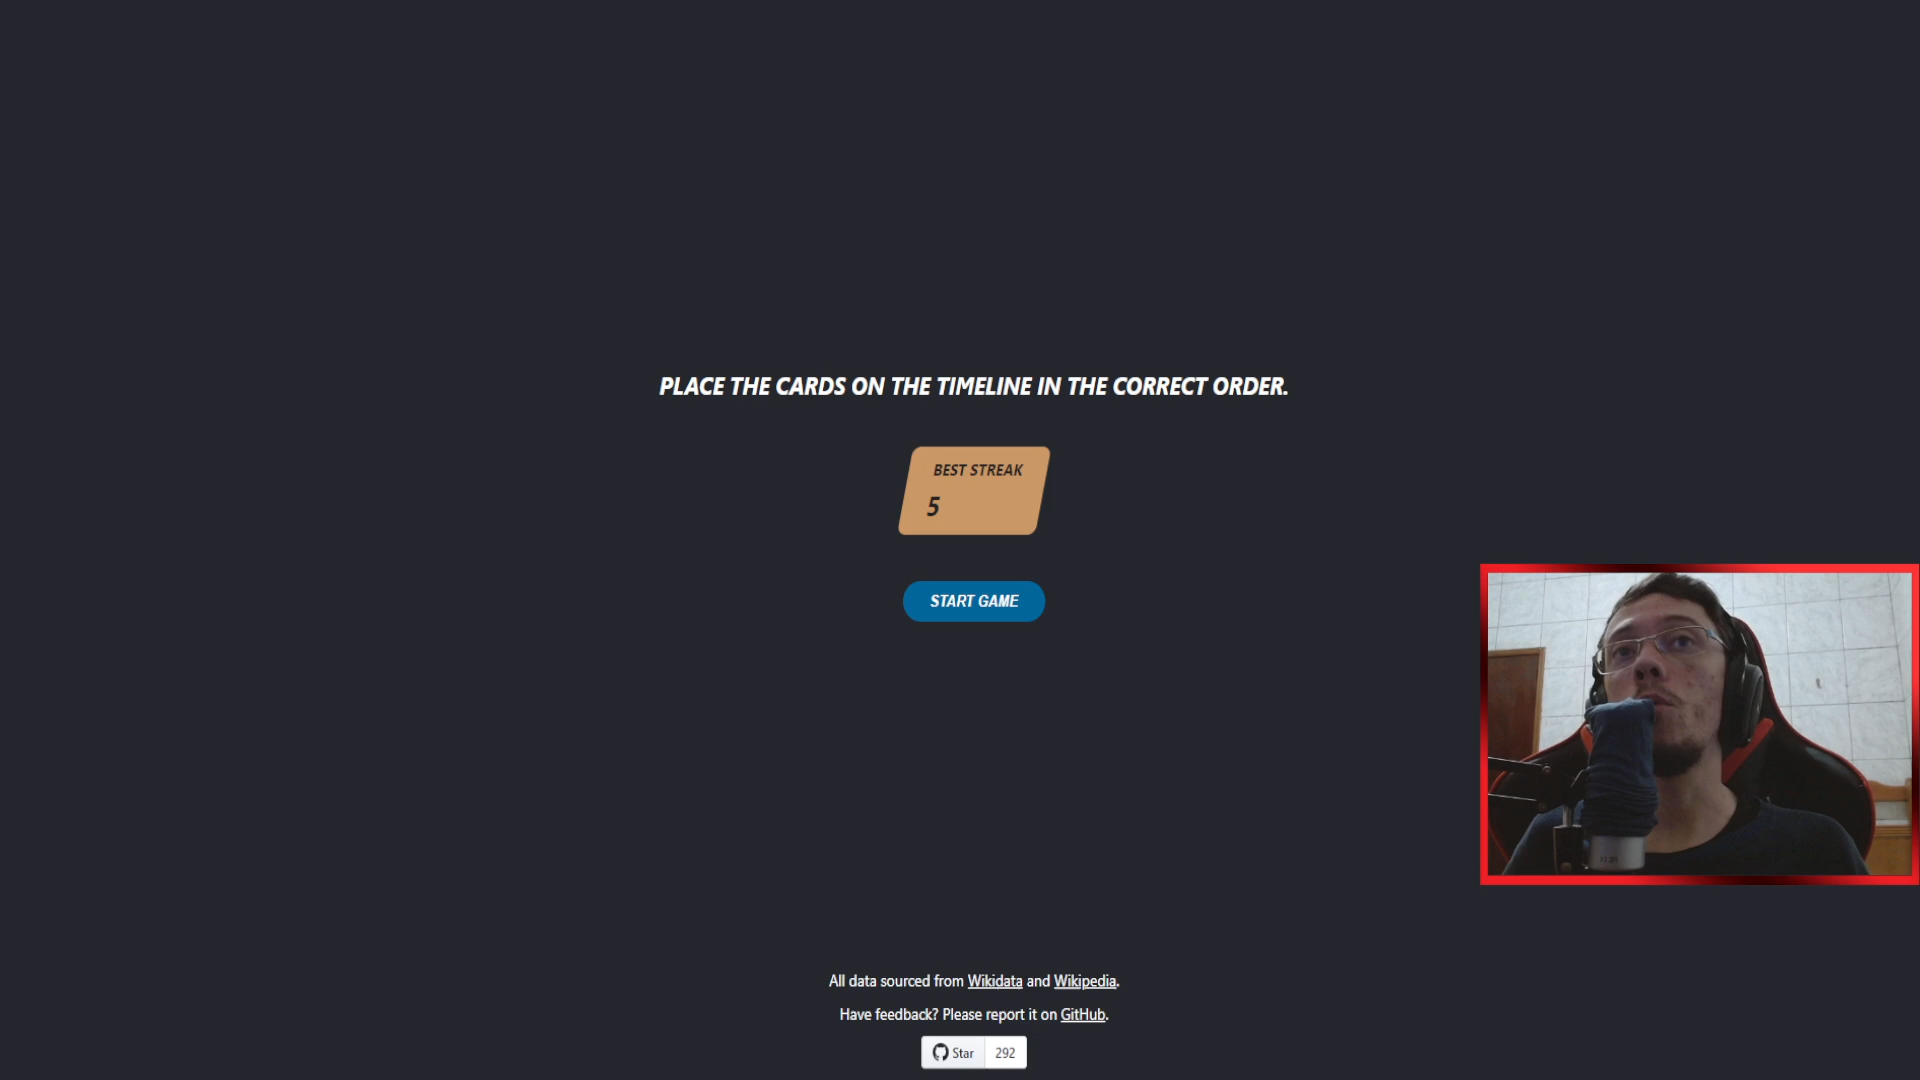 PLACE THE CARDS ON THE TIMELINE IN THE CORRECT ORDER.
BEST STREAK
5
START GAME
All data sourced from Wikidata and Wikipedia.
Have feedback? Please report it on GitHub.
Star 292